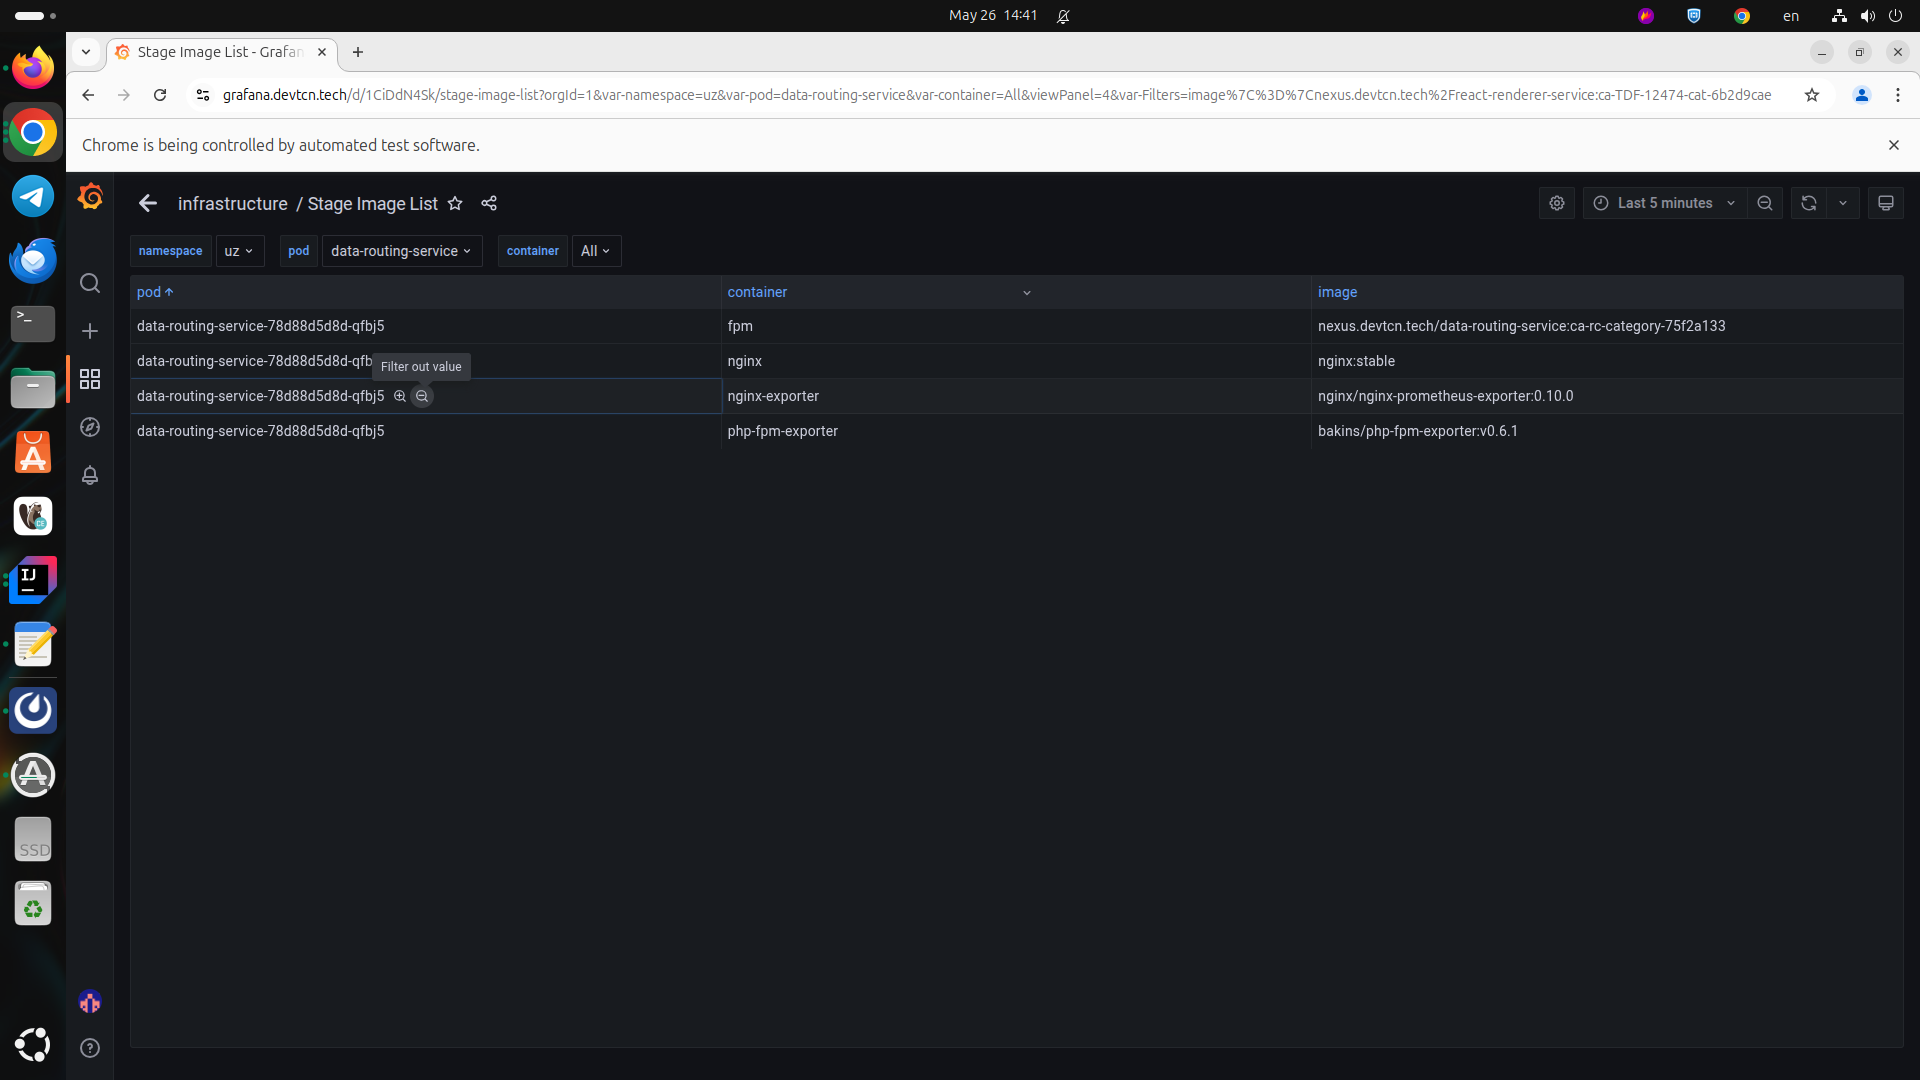 May 26 14:41
en
Stage Image List - Grafan
grafana.devtcn.tech/d/1CiDdN4Sk/stage-image-list?orgId=1&var-namespace=uz&var-pod=data-routing-service&var-container=All&viewPanel=4&var-Filters=image%7C%3D%7Cnexus.devtcn.tech%2Freact-renderer-service:ca-TDF-12474-cat-6b2d9cae
Chrome is being controlled by automated test software.
infrastructure / Stage Image List
Last 5 minutes
namespace uz pod data-routing-service container All
pod container image
data-routing-service-78d88d5d8d-qfbj5 fpm nexus.devtcn.tech/data-routing-service:ca-rc-category-75f2a133
data-routing-service-78d88d5d8d-qfb nginx nginx:stable
Filter out value
data-routing-service-78d88d5d8d-qfbj5 nginx-exporter nginx/nginx-prometheus-exporter:0.10.0
data-routing-service-78d88d5d8d-qfbj5 php-fpm-exporter bakins/php-fpm-exporter:v0.6.1
CE
IJ
SSD